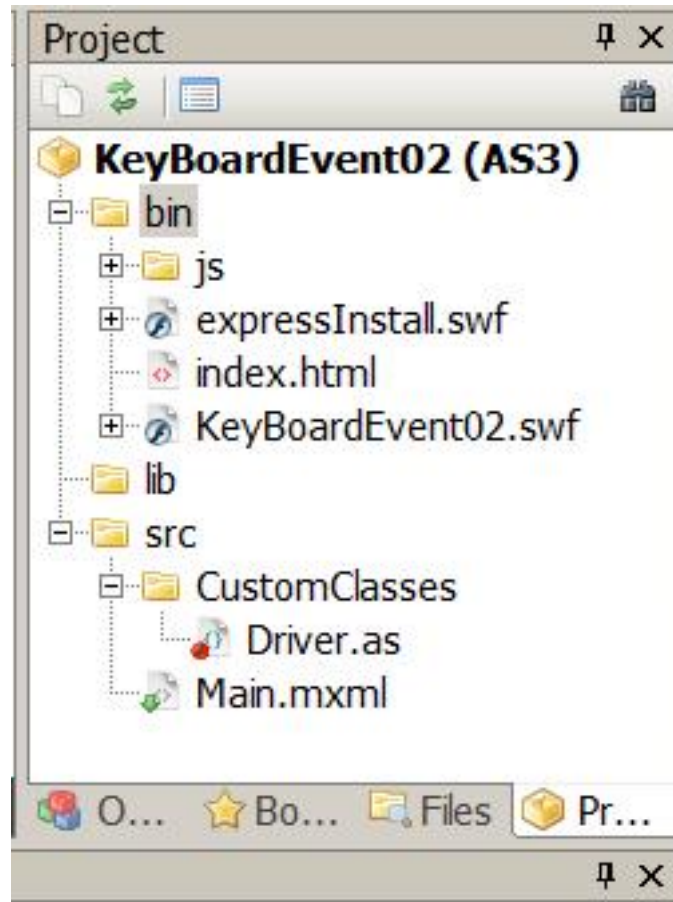 Project
KeyBoardEvent02 (AS3)
bin
js
expressInstall.swf
index.html
KeyBoardEvent02.swf
lib
src
CustomClasses
Driver.as
Main.mxml
O... Bo... Files Pr...